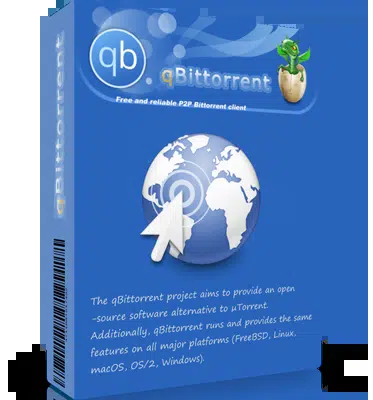 qBittorrent
qb
qBittorrent
Free and reliable P2P Bittorrent client
The qBittorrent project aims to provide an open
-source software alternative to uTorrent
Additionally, qBittorrent runs and provides the same
features on all major platforms (FreeBSD, Linux,
macOS, OS/2, Windows).